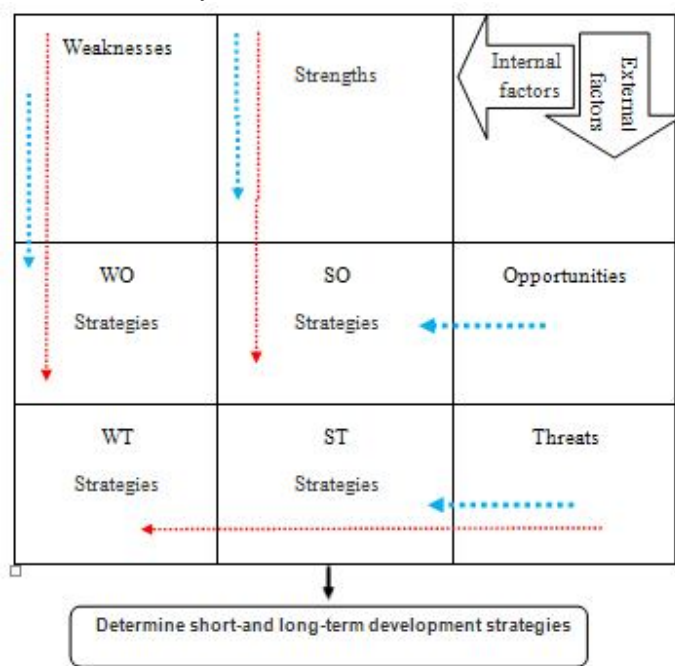 Weaknesses
Strengths
Internal
factors
External
factors
WO
Strategies
SO
Strategies
Opportunities
WT
Strategies
ST
Strategies
Threats
Determine short-and long-term development strategies